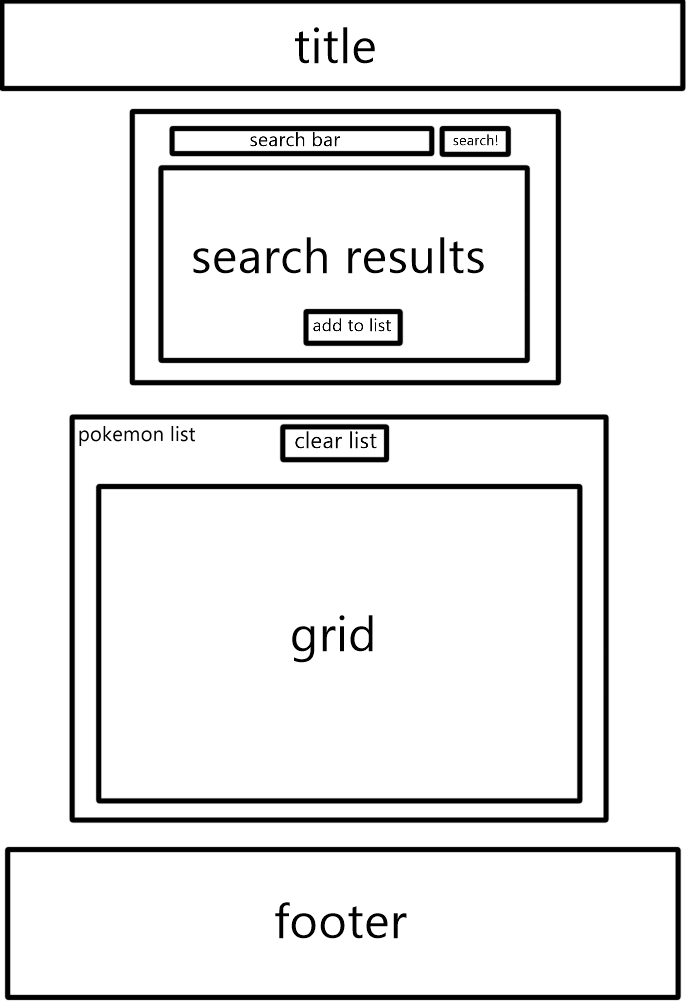 title
search bar
search!
search results
add to list
pokemon list
clear list
grid
footer